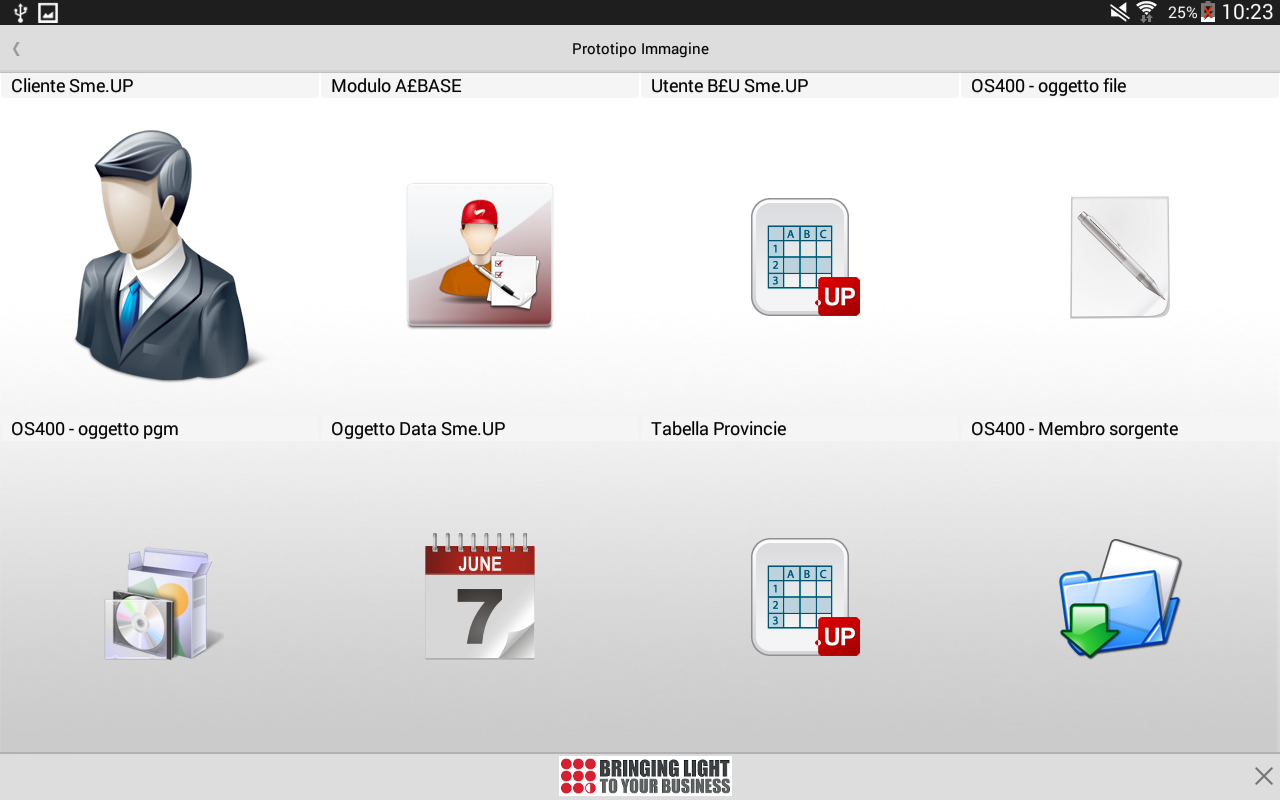 25% 10:23
Prototipo Immagine
Cliente Sme.UP
Modulo A£BASE
Utente B£U Sme.UP
OS400 - oggetto file
A B C
1
2
3
UP
OS400 - oggetto pgm
Oggetto Data Sme.UP
Tabella Provincie
OS400 - Membro sorgente
JUNE
7
A B C
1
2
3
UP
BRINGING LIGHT
TO YOUR BUSINESS